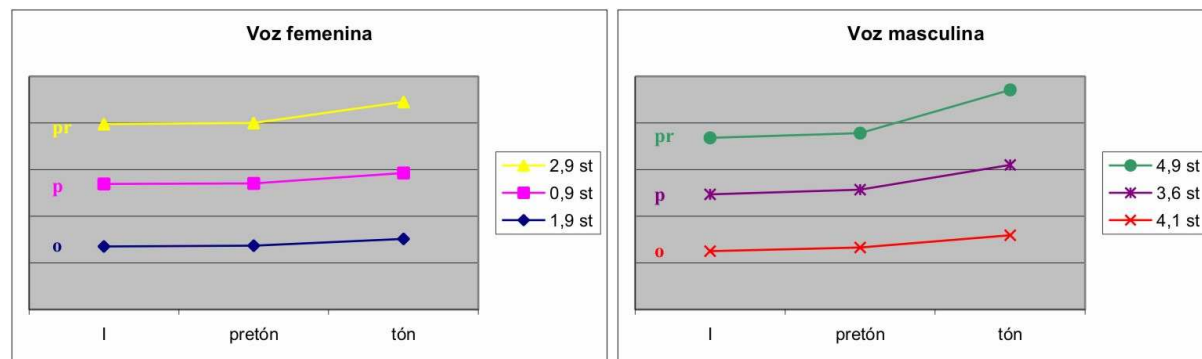 Voz femenina
pr
p
o
2,9 st
0,9 st
1,9 st
I
pretón
tón
Voz masculina
pr
p
o
4,9 st
3,6 st
4,1 st
I
pretón
tón